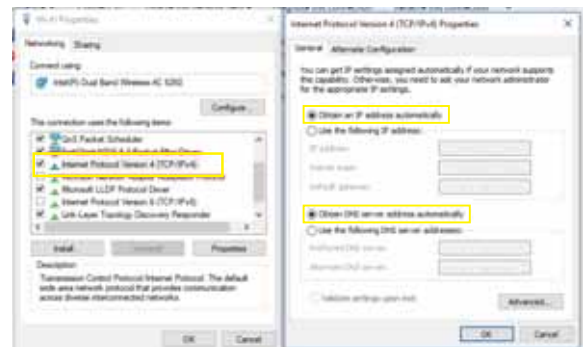 Wi-Fi Properties
Networking Sharing
Connect using:
Intel(R) Dual Band Wireless-AC
Configure...
This connection uses the following items:
QoS Packet Scheduler
Internet Protocol Version 4 (TCP/IPv4)
Microsoft Network Adapter Multiplexor Protocol
Microsoft LLDP Protocol Driver
Internet Protocol Version 6 (TCP/IPv6)
Link-Layer Topology Discovery Responder
Install...
Properties
Description
Transmission Control Protocol/Internet Protocol. The default
wide area network protocol that provides communication
across diverse interconnected networks.
OK Cancel
Internet Protocol Version 4 (TCP/IPv4) Properties
General Alternate Configuration
You can get IP settings assigned automatically if your network supports
this capability. Otherwise, you need to ask your network administrator
for the appropriate IP settings.
Obtain an IP address automatically
Use the following IP address:
IP address:
Subnet mask:
Default gateway:
Obtain DNS server address automatically
Use the following DNS server addresses:
Preferred DNS server:
Alternate DNS server:
Validate settings upon exit
Advanced...
OK Cancel